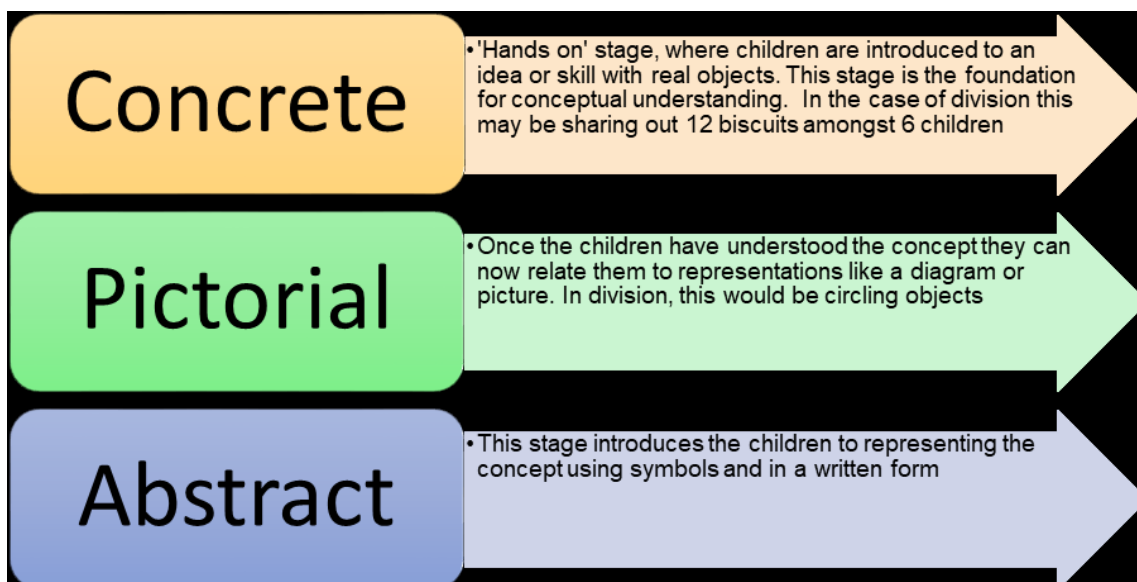 Concrete
•'Hands on' stage, where children are introduced to an
idea or skill with real objects. This stage is the foundation
for conceptual understanding.  In the case of division this
may be sharing out 12 biscuits amongst 6 children
Pictorial
•Once the children have understood the concept they can
now relate them to representations like a diagram or
picture. In division, this would be circling objects
Abstract
•This stage introduces the children to representing the
concept using symbols and in a written form